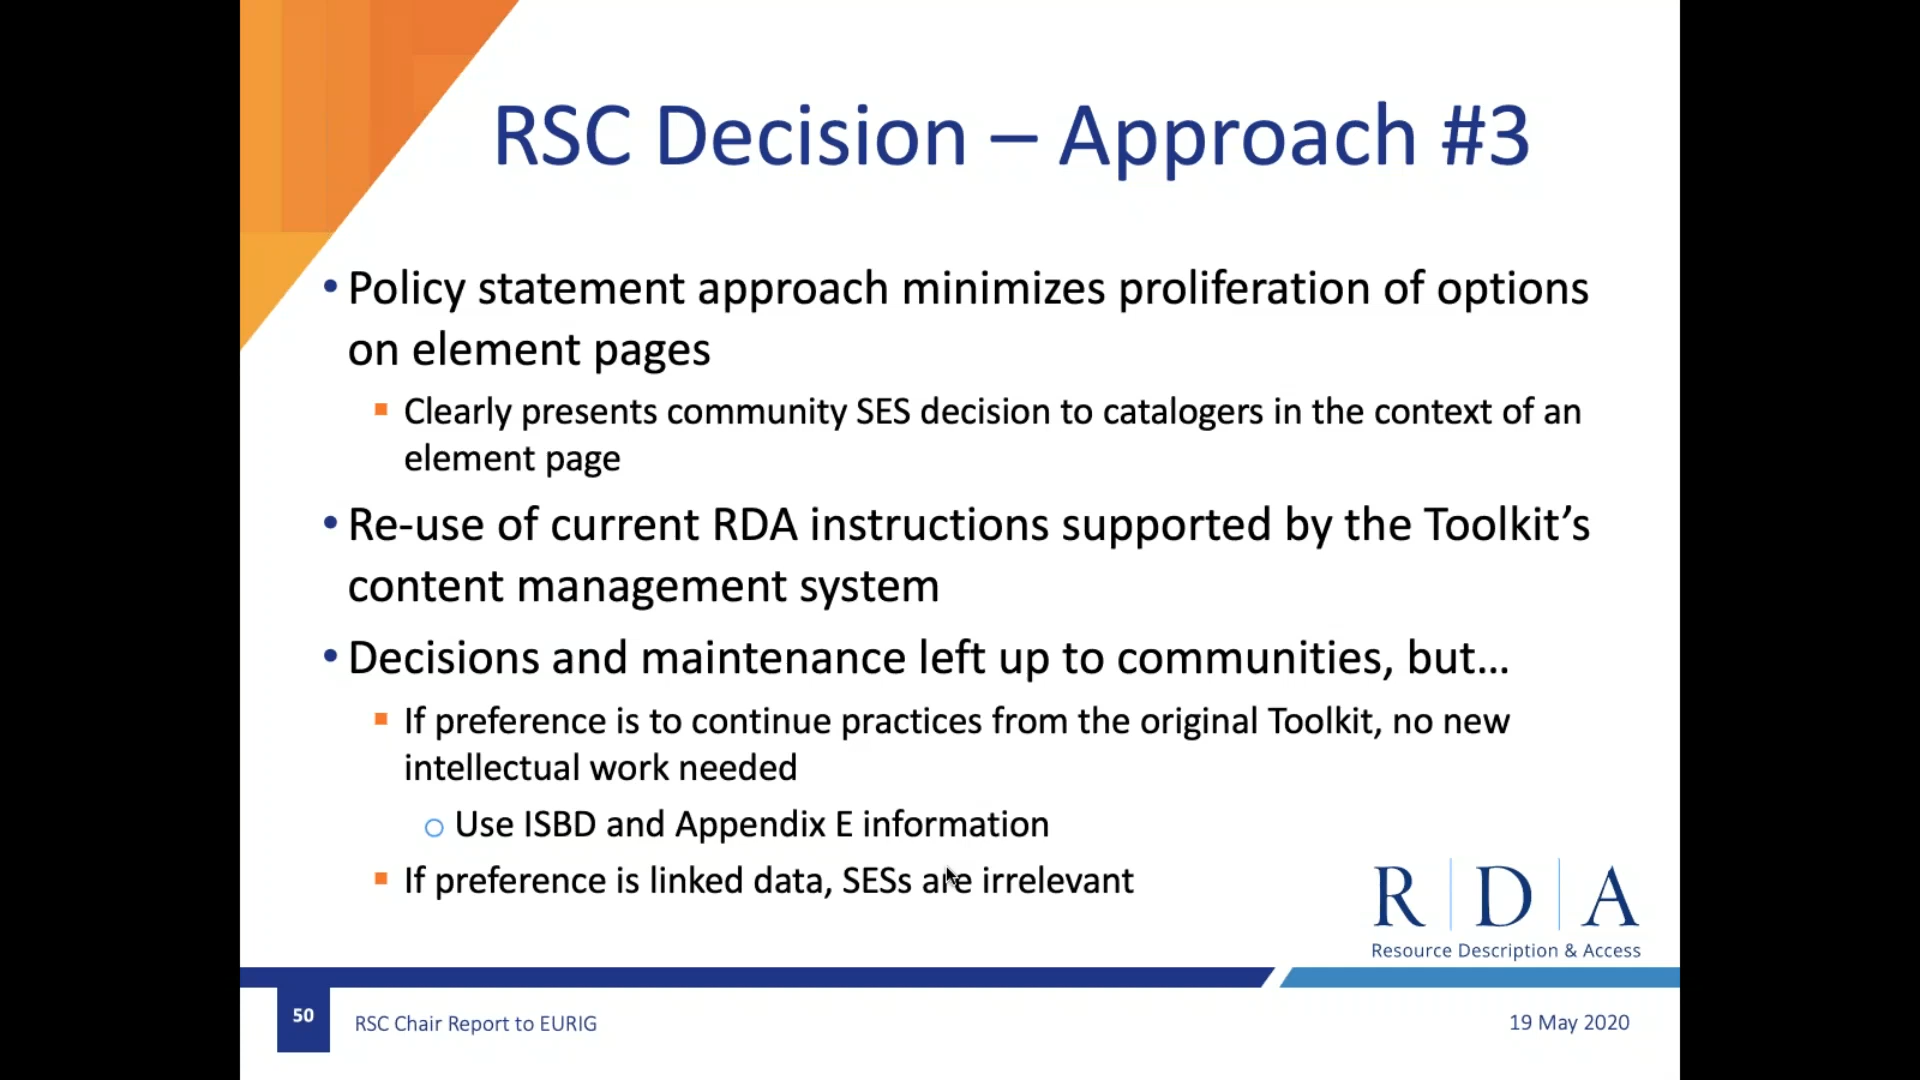 RSC Decision – Approach #3
• Policy statement approach minimizes proliferation of options
on element pages
▪ Clearly presents community SES decision to catalogers in the context of an
element page
• Re-use of current RDA instructions supported by the Toolkit’s
content management system
• Decisions and maintenance left up to communities, but…
▪ If preference is to continue practices from the original Toolkit, no new
intellectual work needed
o Use ISBD and Appendix E information
▪ If preference is linked data, SESs are irrelevant
R D A
Resource Description & Access
50
RSC Chair Report to EURIG
19 May 2020